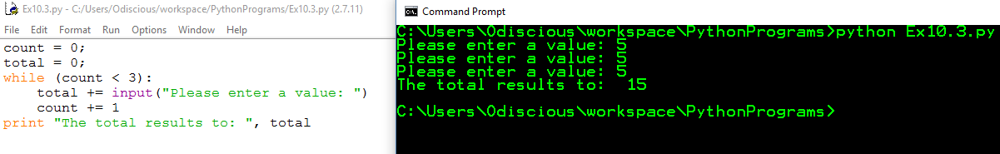 Ex10.3.py - C:/Users/Odiscious/workspace/PythonPrograms/Ex10.3.py (2.7.11)
File Edit Format Run Options Window Help
count = 0;
total = 0;
while (count < 3):
    total += input("Please enter a value: ")
    count += 1
print "The total results to: ", total
Command Prompt
C:\Users\Odiscious\workspace\PythonPrograms>python Ex10.3.py
Please enter a value: 5
Please enter a value: 5
Please enter a value: 5
The total results to:  15
C:\Users\Odiscious\workspace\PythonPrograms>